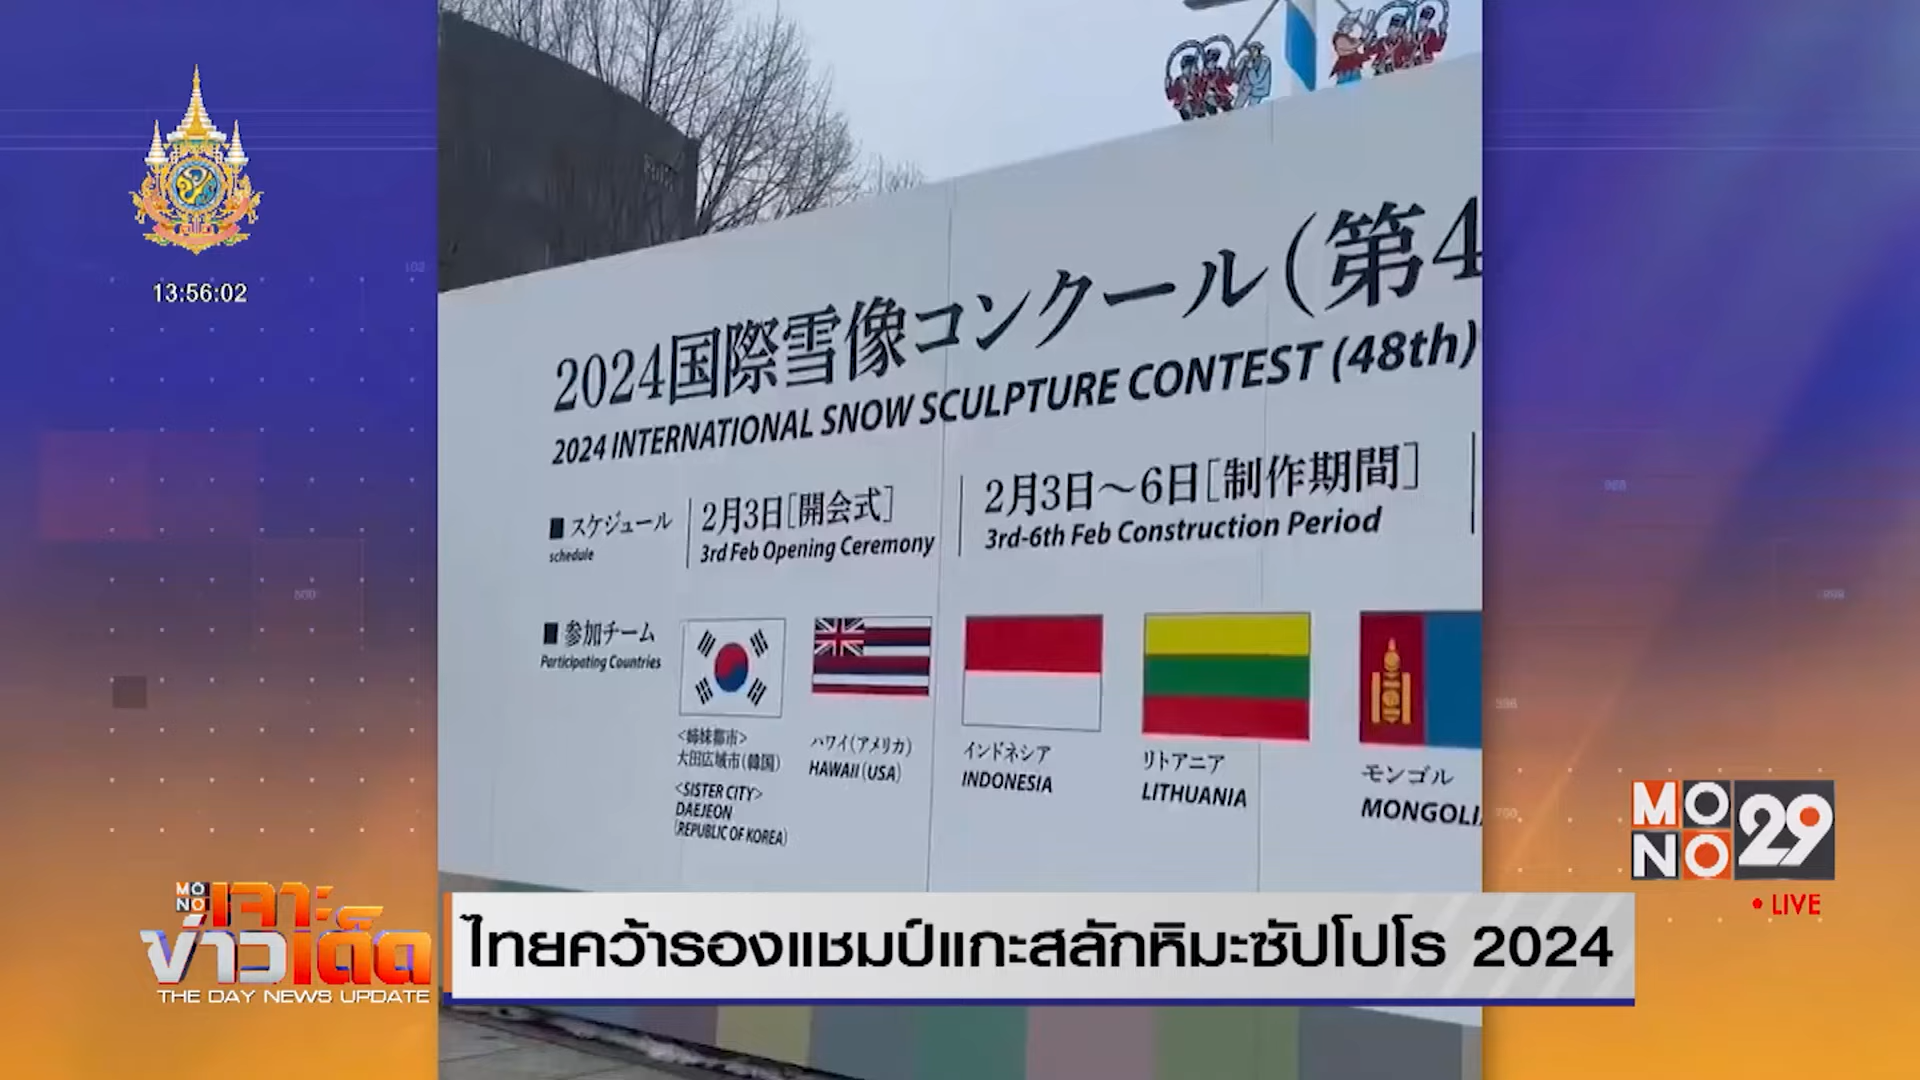 13:56:02
2024国際雪像コンクール(第4
2024 INTERNATIONAL SNOW SCULPTURE CONTEST (48th)
■スケジュール
schedule
2月3日[開会式]
3rd Feb Opening Ceremony
2月3日～6日[制作期間]
3rd-6th Feb Construction Period
■参加チーム
Participating Countries
<姉妹都市>
大田広域市(韓国)
<SISTER CITY>
DAEJEON
(REPUBLIC OF KOREA)
ハワイ(アメリカ)
HAWAII (USA)
インドネシア
INDONESIA
リトアニア
LITHUANIA
モンゴル
MONGOLI
MONO 29
• LIVE
MONO เจาะ
ข่าวเด็ด
THE DAY NEWS UPDATE
ไทยคว้ารองแชมป์แกะสลักหิมะซัปโปโร 2024